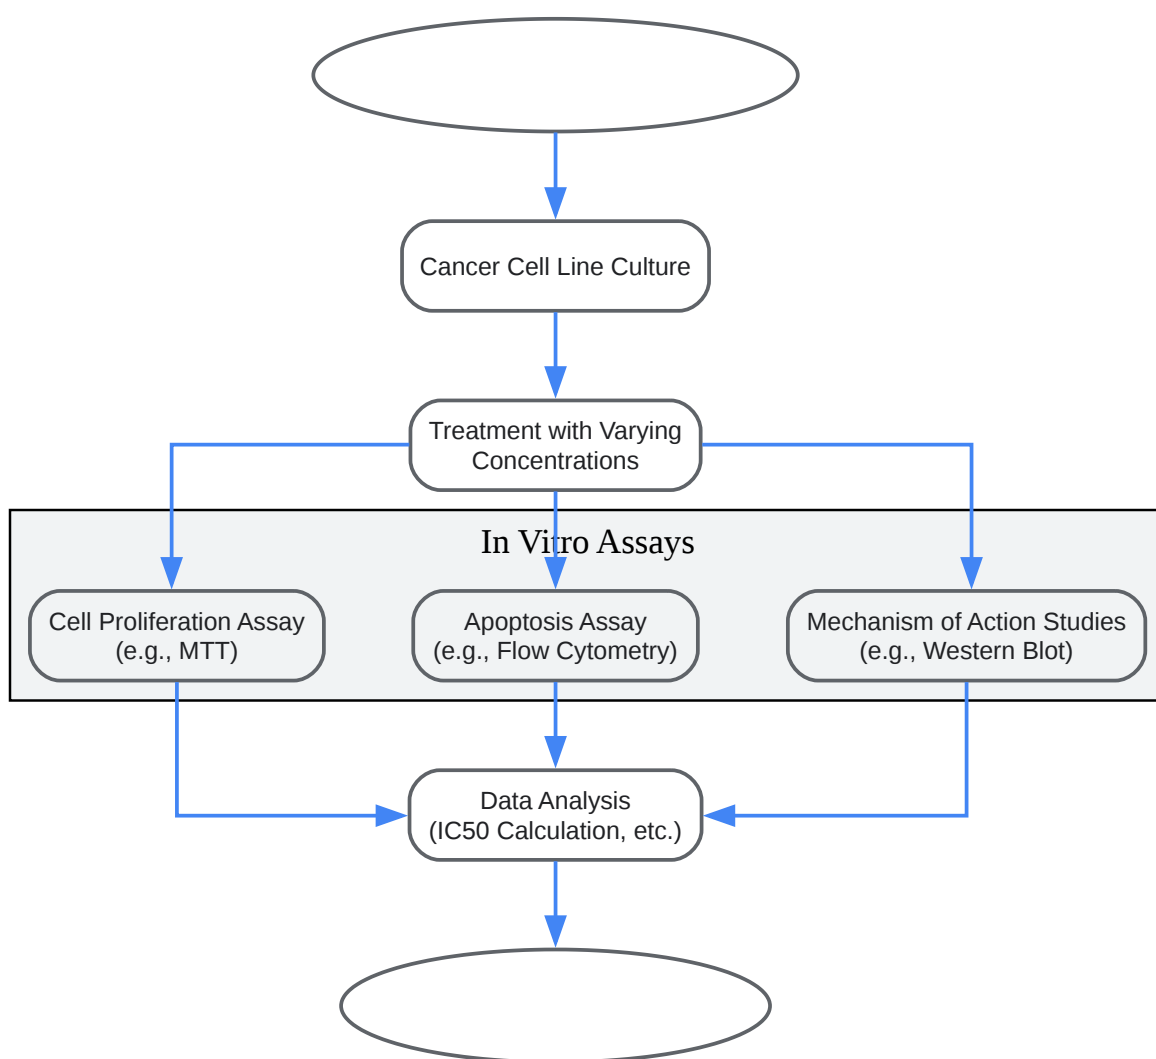 Cancer Cell Line Culture
Treatment with Varying
Concentrations
In Vitro Assays
Cell Proliferation Assay
(e.g., MTT)
Apoptosis Assay
(e.g., Flow Cytometry)
Mechanism of Action Studies
(e.g., Western Blot)
Data Analysis
(IC50 Calculation, etc.)